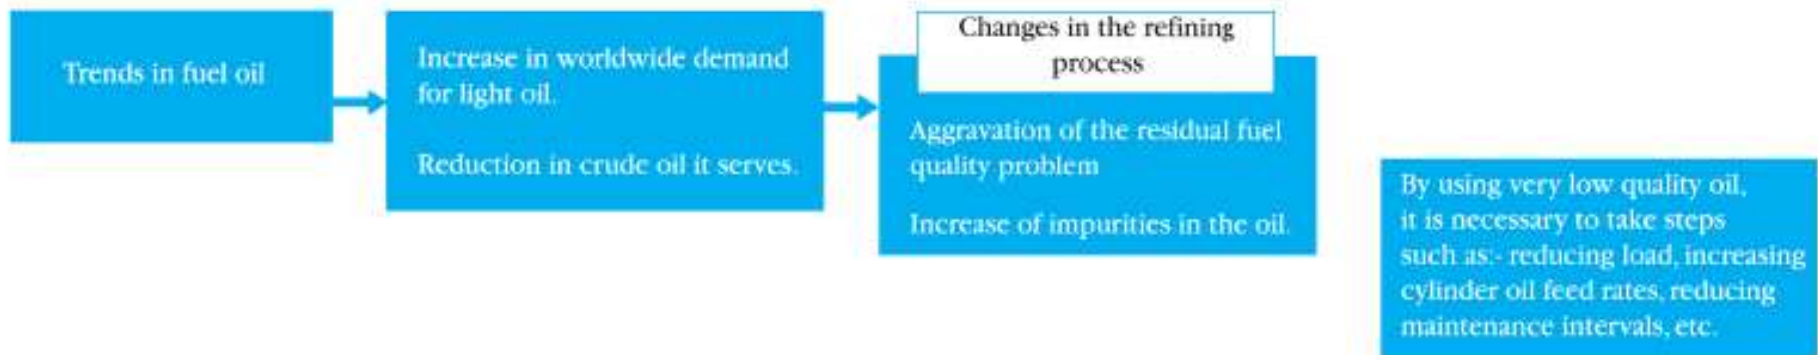 Trends in fuel oil
Increase in worldwide demand
for light oil.
Reduction in crude oil it serves.
Changes in the refining
process
Aggravation of the residual fuel
quality problem
Increase of impurities in the oil.
By using very low quality oil,
it is necessary to take steps
such as:- reducing load, increasing
cylinder oil feed rates, reducing
maintenance intervals, etc.